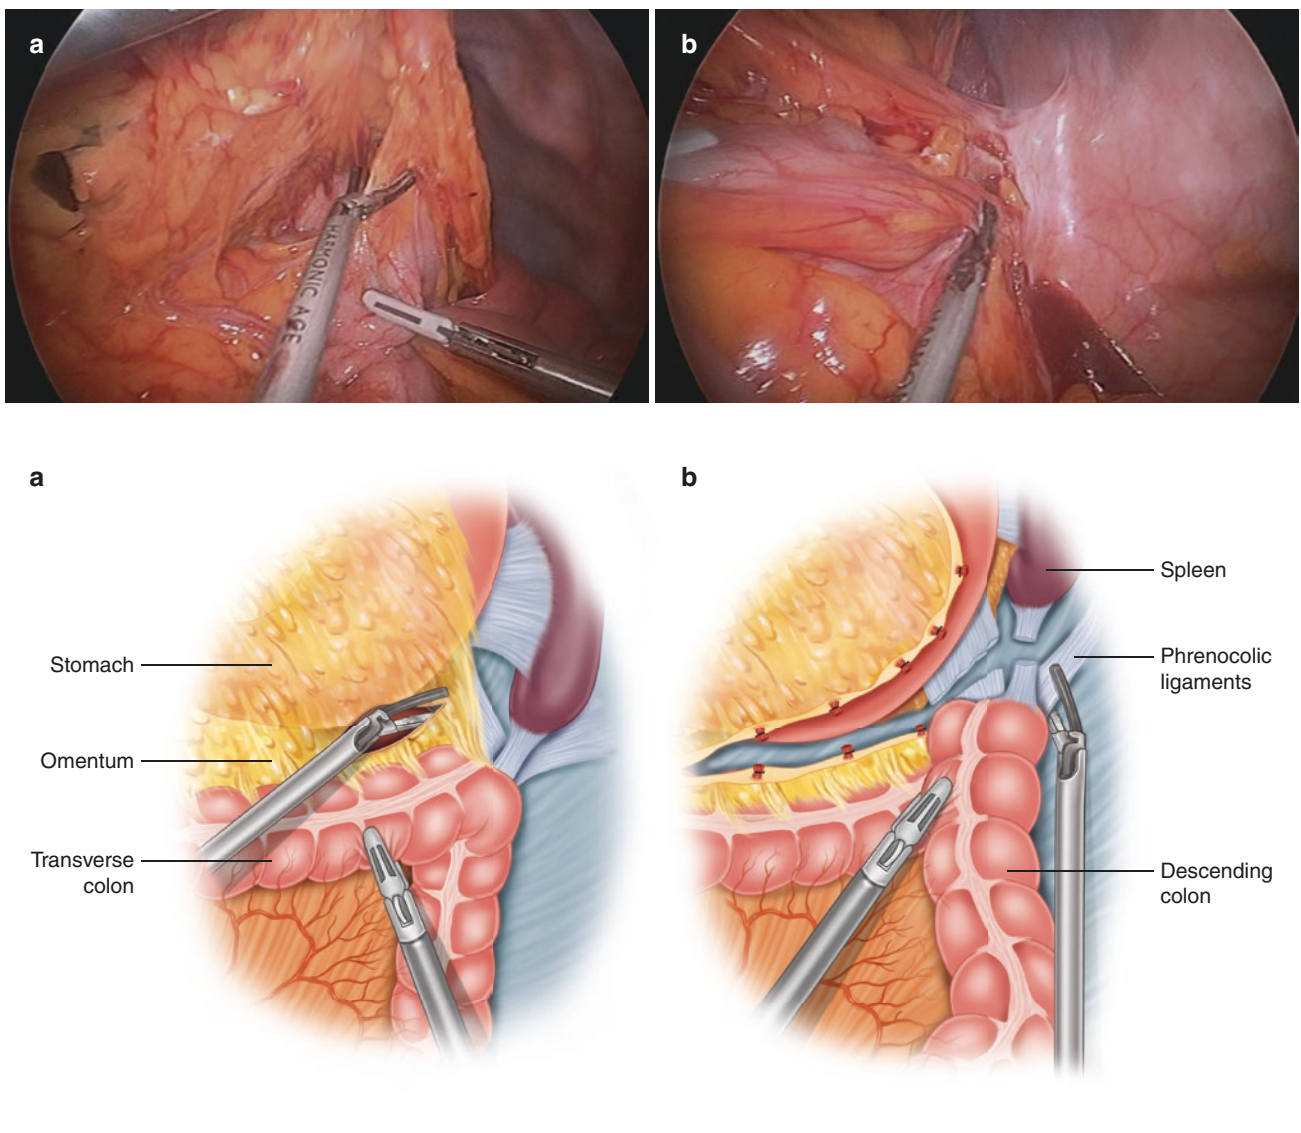 a
b
HARMONIC ACE
a
b
Stomach
Omentum
Transverse
colon
Spleen
Phrenocolic
ligaments
Descending
colon